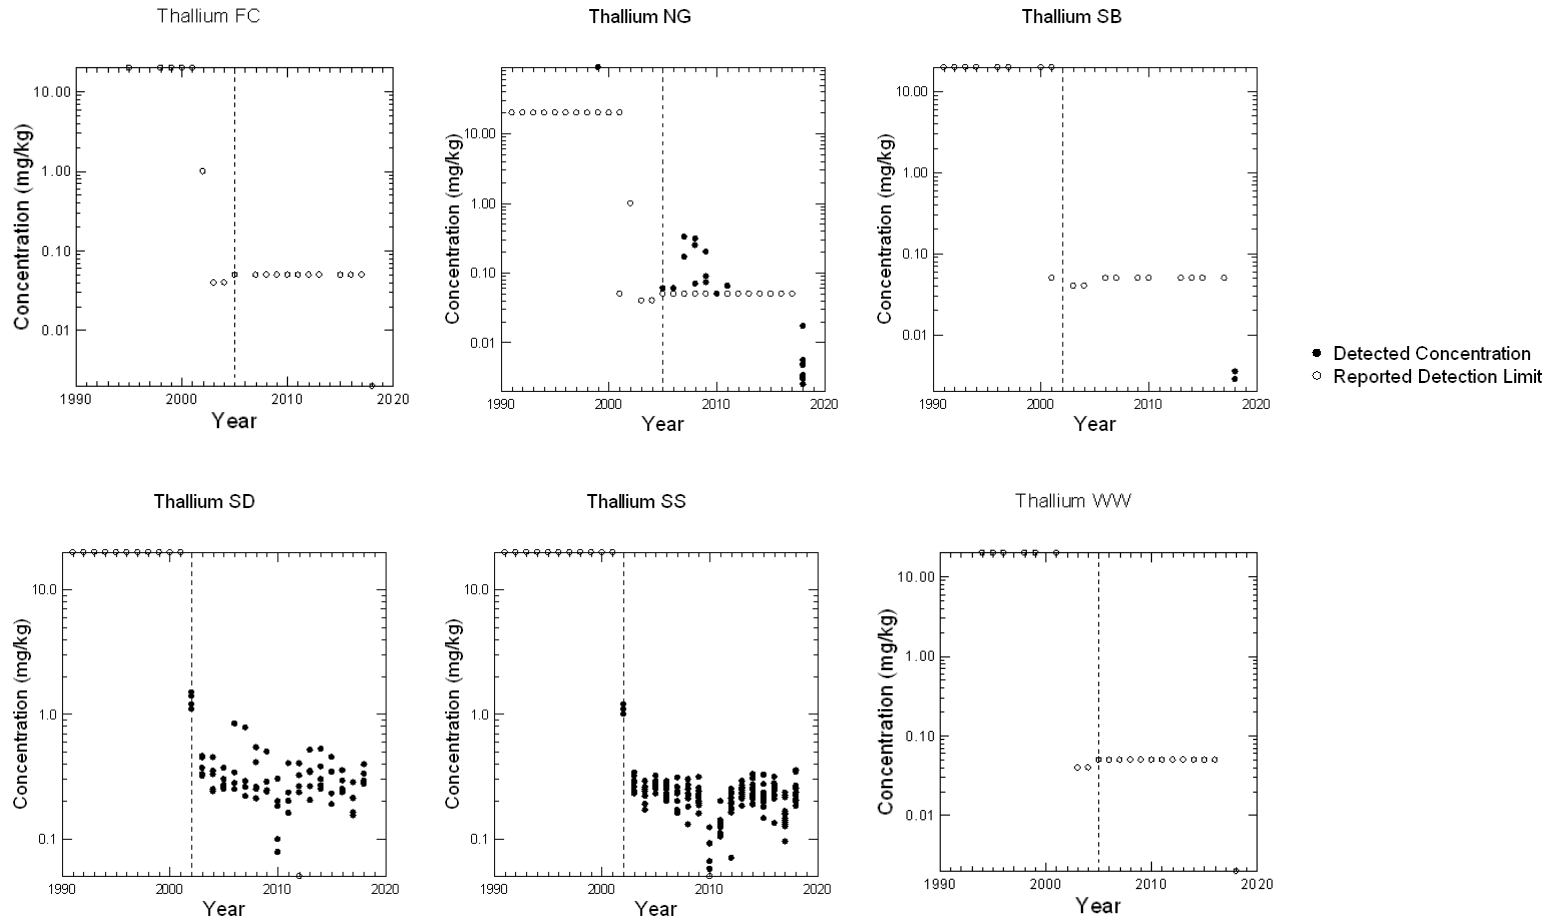 Thallium FC
Thallium NG
Thallium SB
Concentration (mg/kg)
10.00
1.00
0.10
0.01
1990
2000
2010
2020
Year
Concentration (mg/kg)
10.00
1.00
0.10
0.01
1990
2000
2010
2020
Year
Concentration (mg/kg)
10.00
1.00
0.10
0.01
1990
2000
2010
2020
Year
Detected Concentration
Reported Detection Limit
Thallium SD
Thallium SS
Thallium WW
Concentration (mg/kg)
10.0
1.0
0.1
1990
2000
2010
2020
Year
Concentration (mg/kg)
10.0
1.0
0.1
1990
2000
2010
2020
Year
Concentration (mg/kg)
10.00
1.00
0.10
0.01
1990
2000
2010
2020
Year